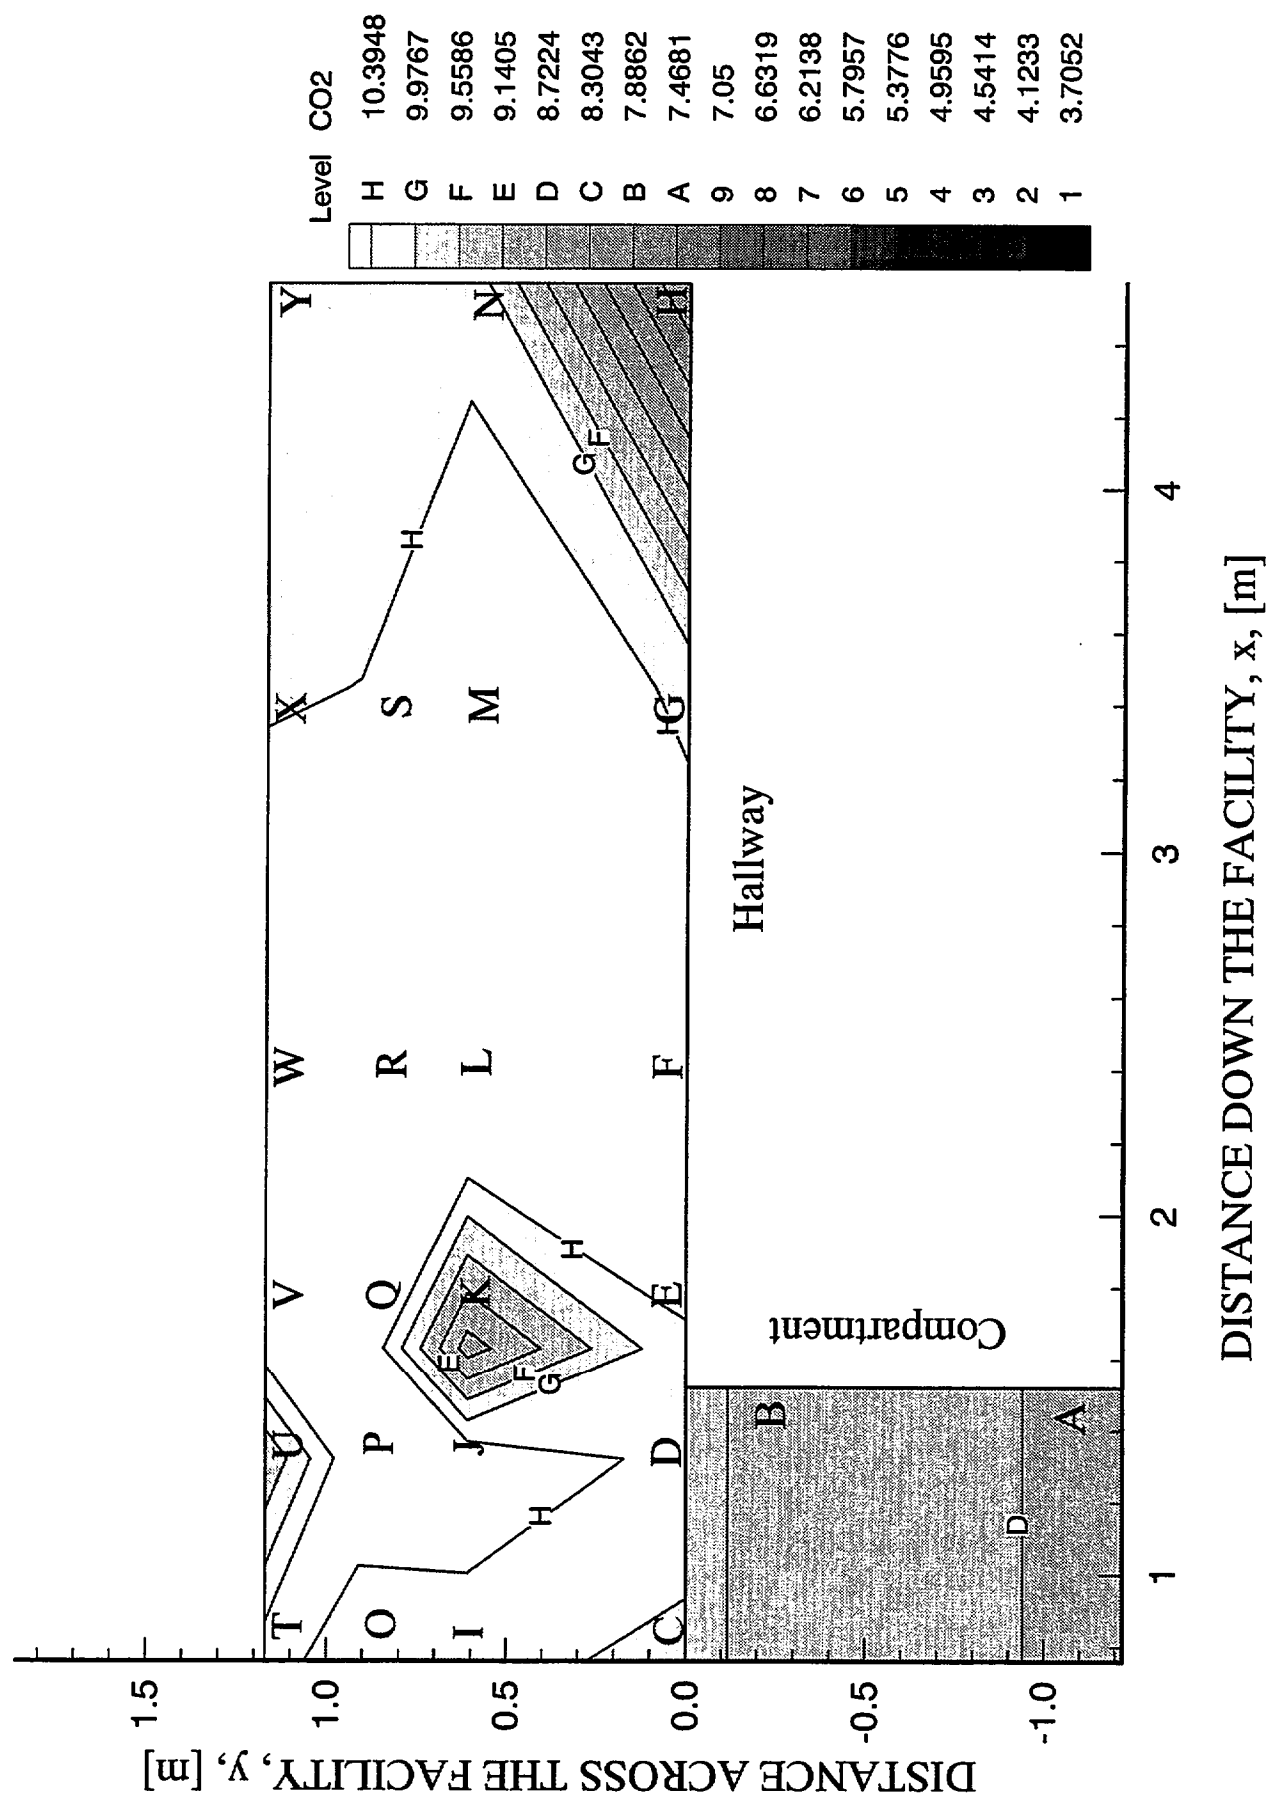 Level CO2
H 10.3948
G 9.9767
F 9.5586
E 9.1405
D 8.7224
C 8.3043
B 7.8862
A 7.4681
9 7.05
8 6.6319
7 6.2138
6 5.7957
5 5.3776
4 4.9595
3 4.5414
2 4.1233
1 3.7052
T U V W X Y
O P Q R S
I J K L M N
C D E F G H
B
A
H
H
H
H
G
F
E
G
F
D
Hallway
Compartment
1.5
1.0
0.5
0.0
-0.5
-1.0
1 2 3 4
DISTANCE ACROSS THE FACILITY, y, [m]
DISTANCE DOWN THE FACILITY, x, [m]